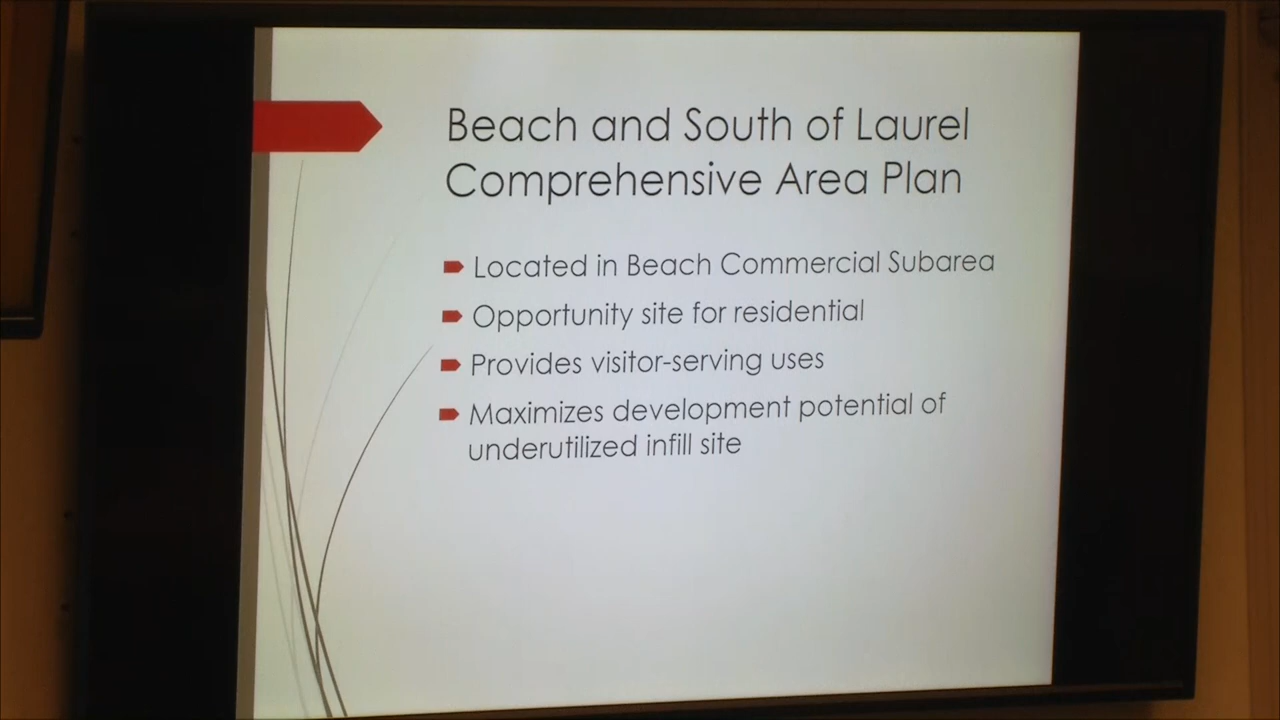 Beach and South of Laurel
Comprehensive Area Plan
Located in Beach Commercial Subarea
Opportunity site for residential
Provides visitor-serving uses
Maximizes development potential of
underutilized infill site